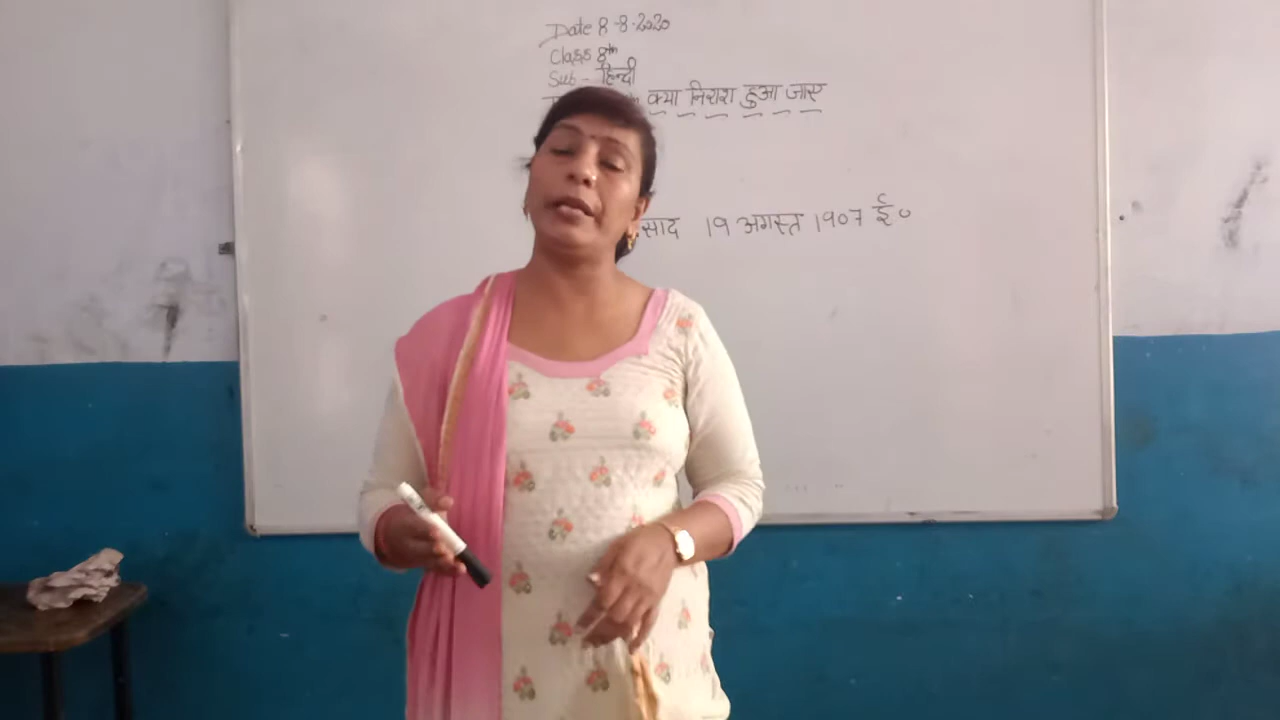 Date 8-8-2020
Class 8th
Sub - हिन्दी
क्या निराश हुआ जाए
साद 19 अगस्त 1907 ई०